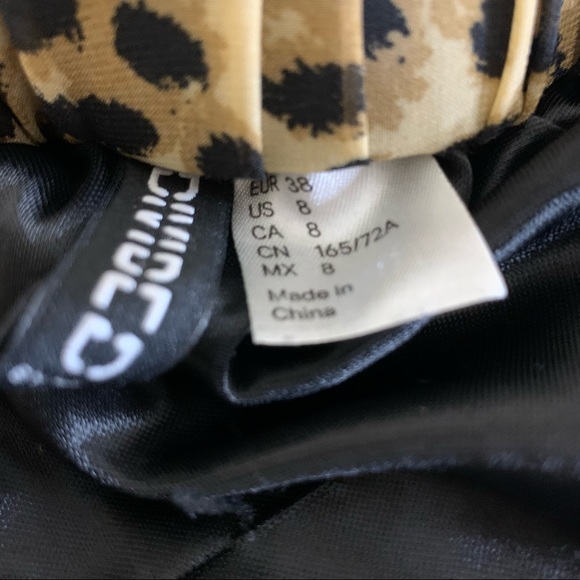 EUR 38
US 8
CA 8
CN 165/72A
MX 8
Made in
China